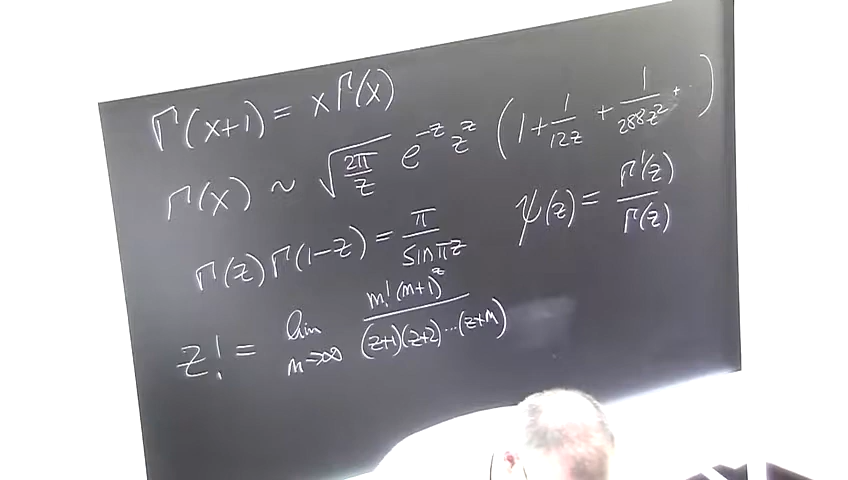 Γ(x+1) = xΓ(x)
Γ(x) ~ √(2π/z) e^{-z} z^z (1 + 1/(12z) + 1/(288z²) + ...)
Γ(z)Γ(1-z) = π/(sin πz)
ψ(z) = Γ'(z)/Γ(z)
z! = lim_{m→∞} m!(m+1)^z/((z+1)(z+2)...(z+m))